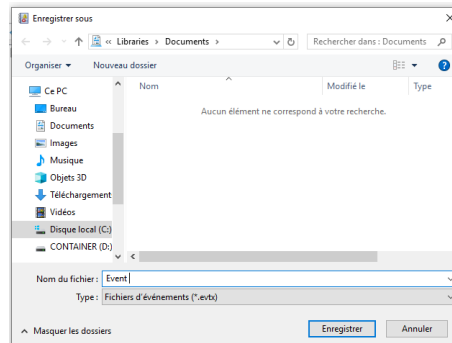 Enregistrer sous
« Libraries › Documents ›
Rechercher dans : Documents
Organiser
Nouveau dossier
Ce PC
Bureau
Documents
Images
Musique
Objets 3D
Téléchargement
Vidéos
Disque local (C:)
CONTAINER (D:)
Nom
Modifié le
Type
Aucun élément ne correspond à votre recherche.
Nom du fichier : Event
Type : Fichiers d'événements (*.evtx)
Masquer les dossiers
Enregistrer
Annuler